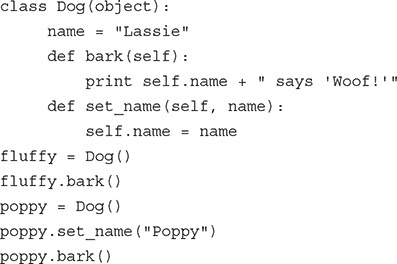 class Dog(object):
     name = "Lassie"
     def bark(self):
         print self.name + " says 'Woof!'"
     def set_name(self, name):
         self.name = name
fluffy = Dog()
fluffy.bark()
poppy = Dog()
poppy.set_name("Poppy")
poppy.bark()